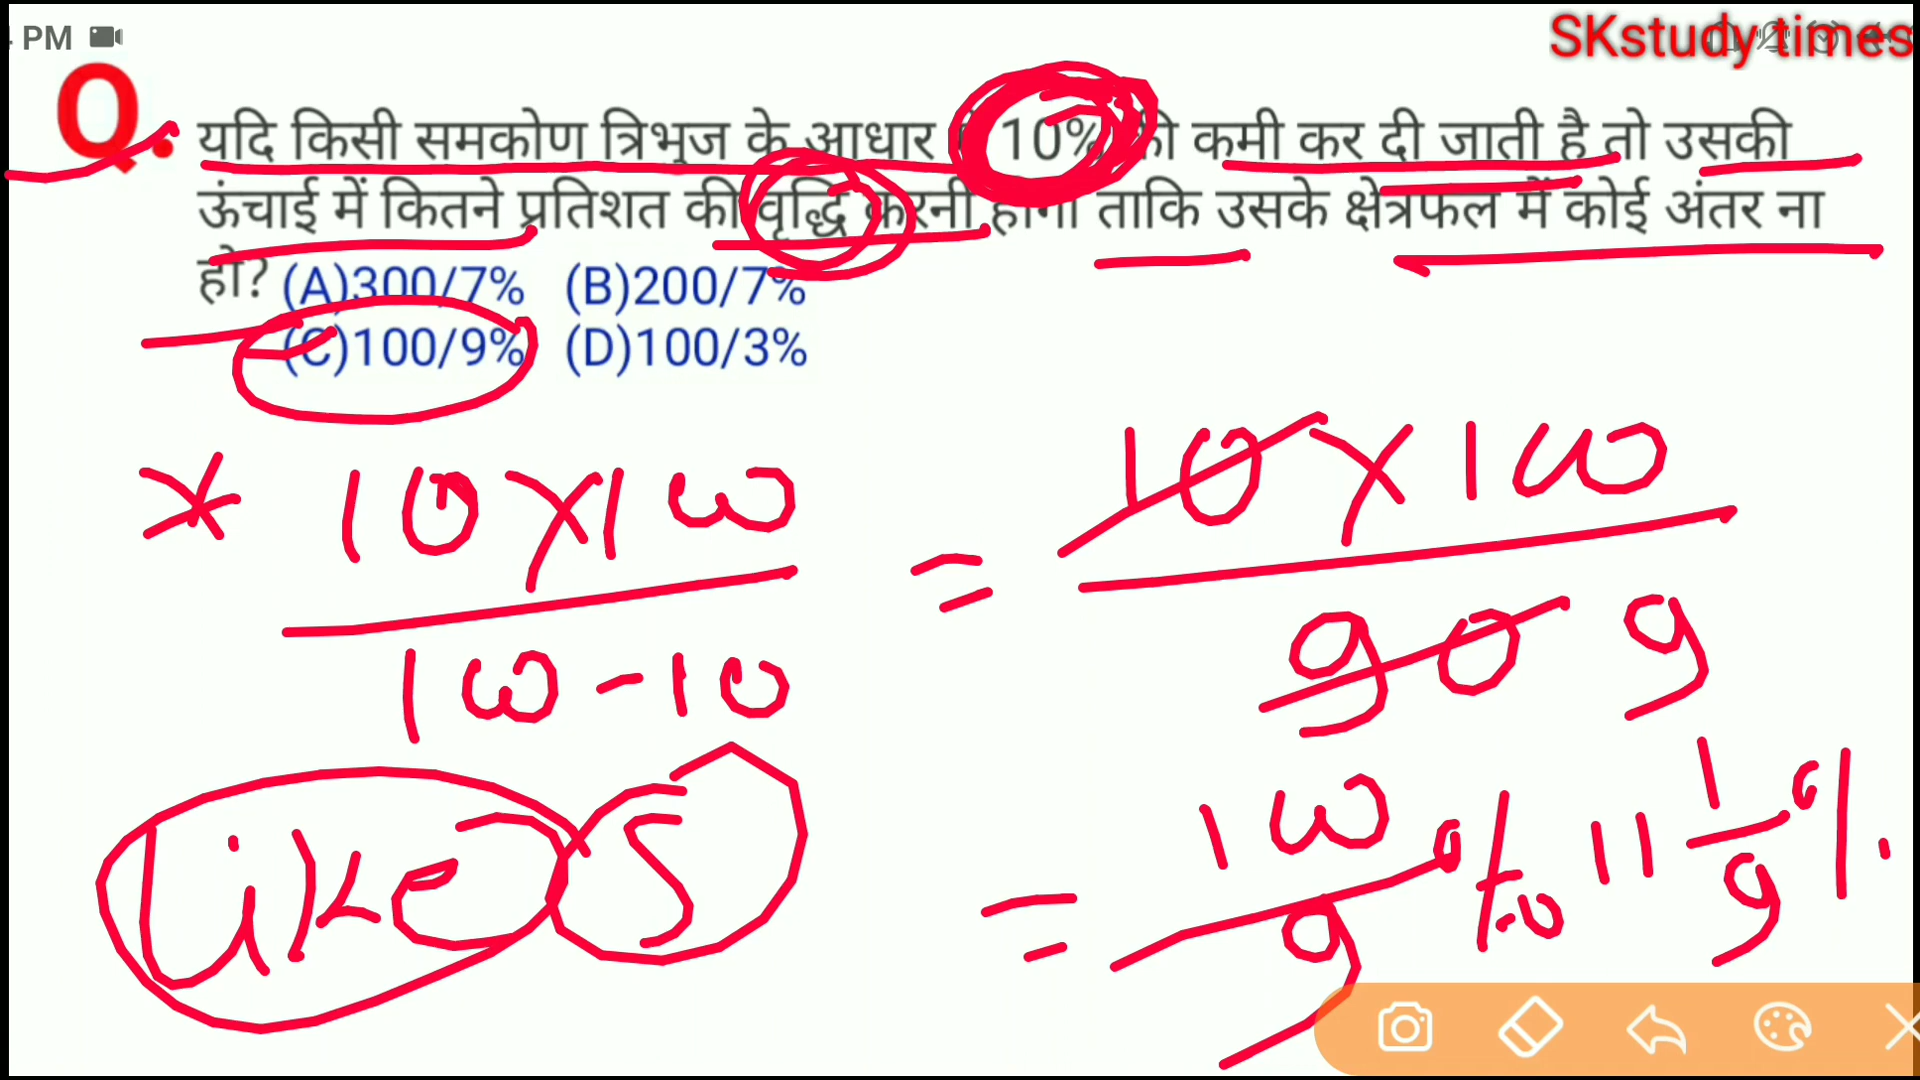 PM
SKstudy times
Q.
यदि किसी समकोण त्रिभुज के आधार 10% की कमी कर दी जाती है तो उसकी
ऊंचाई में कितने प्रतिशत की वृद्धि करनी होगी ताकि उसके क्षेत्रफल में कोई अंतर ना
हो? (A)300/7% (B)200/7%
(C)100/9% (D)100/3%
* 10×100 = 10×100
100-10 90 9
= 100/9 % 11 1/9 %.
Likes